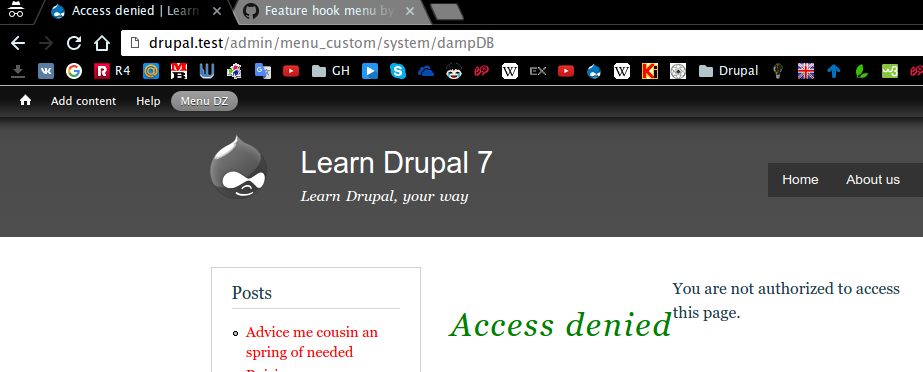 Access denied | Learn
Feature hook menu by
drupal.test/admin/menu_custom/system/dampDB
R4
GH
EX
Drupal
Add content
Help
Menu DZ
Learn Drupal 7
Learn Drupal, your way
Home
About us
Posts
Advice me cousin an
spring of needed
Access denied
You are not authorized to access
this page.